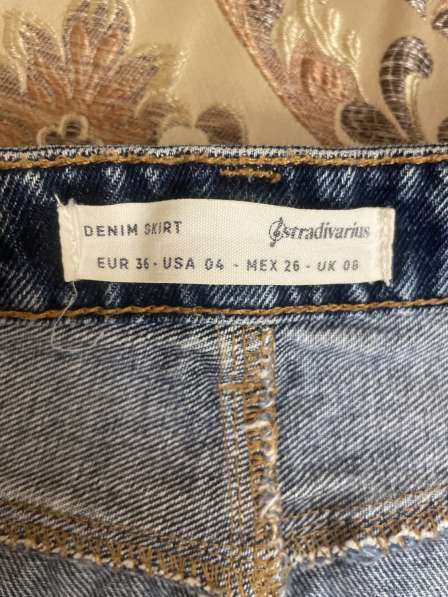 DENIM SKIRT stradivarius
EUR 36 - USA 04 - MEX 26 - UK 08